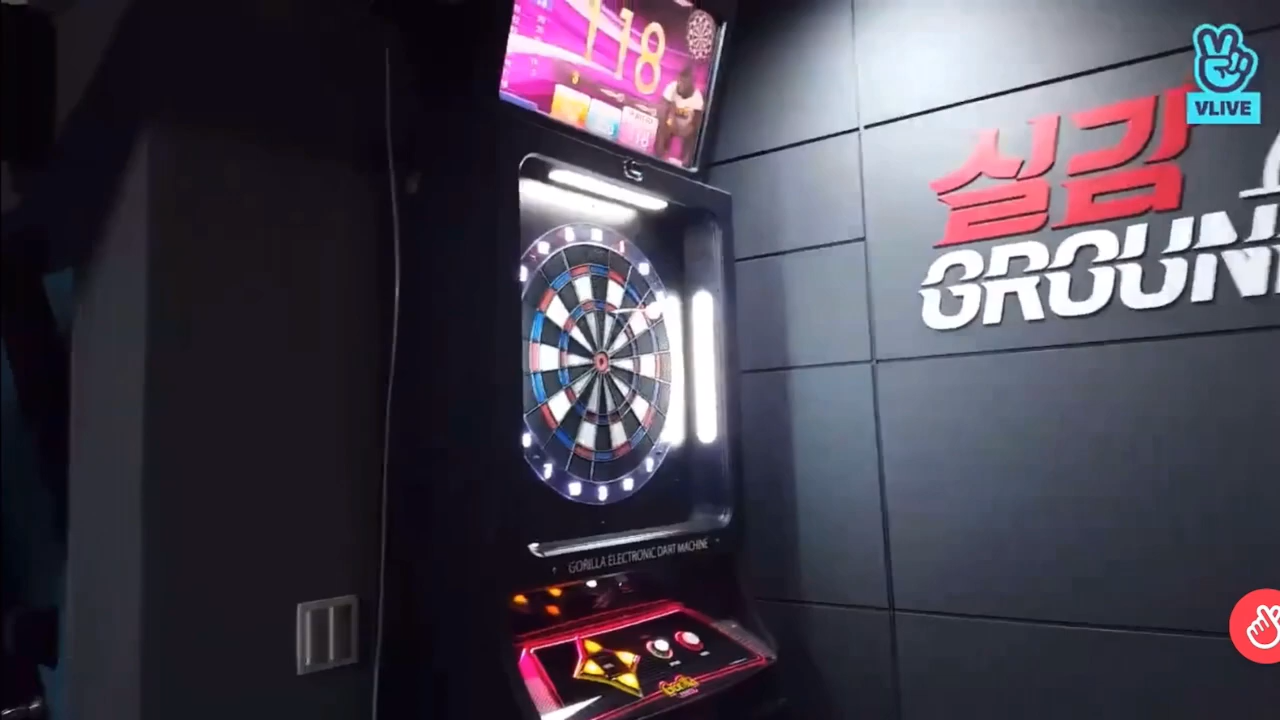 118
VLIVE
실감
GROUN
GORILLA ELECTRONIC DART MACHINE